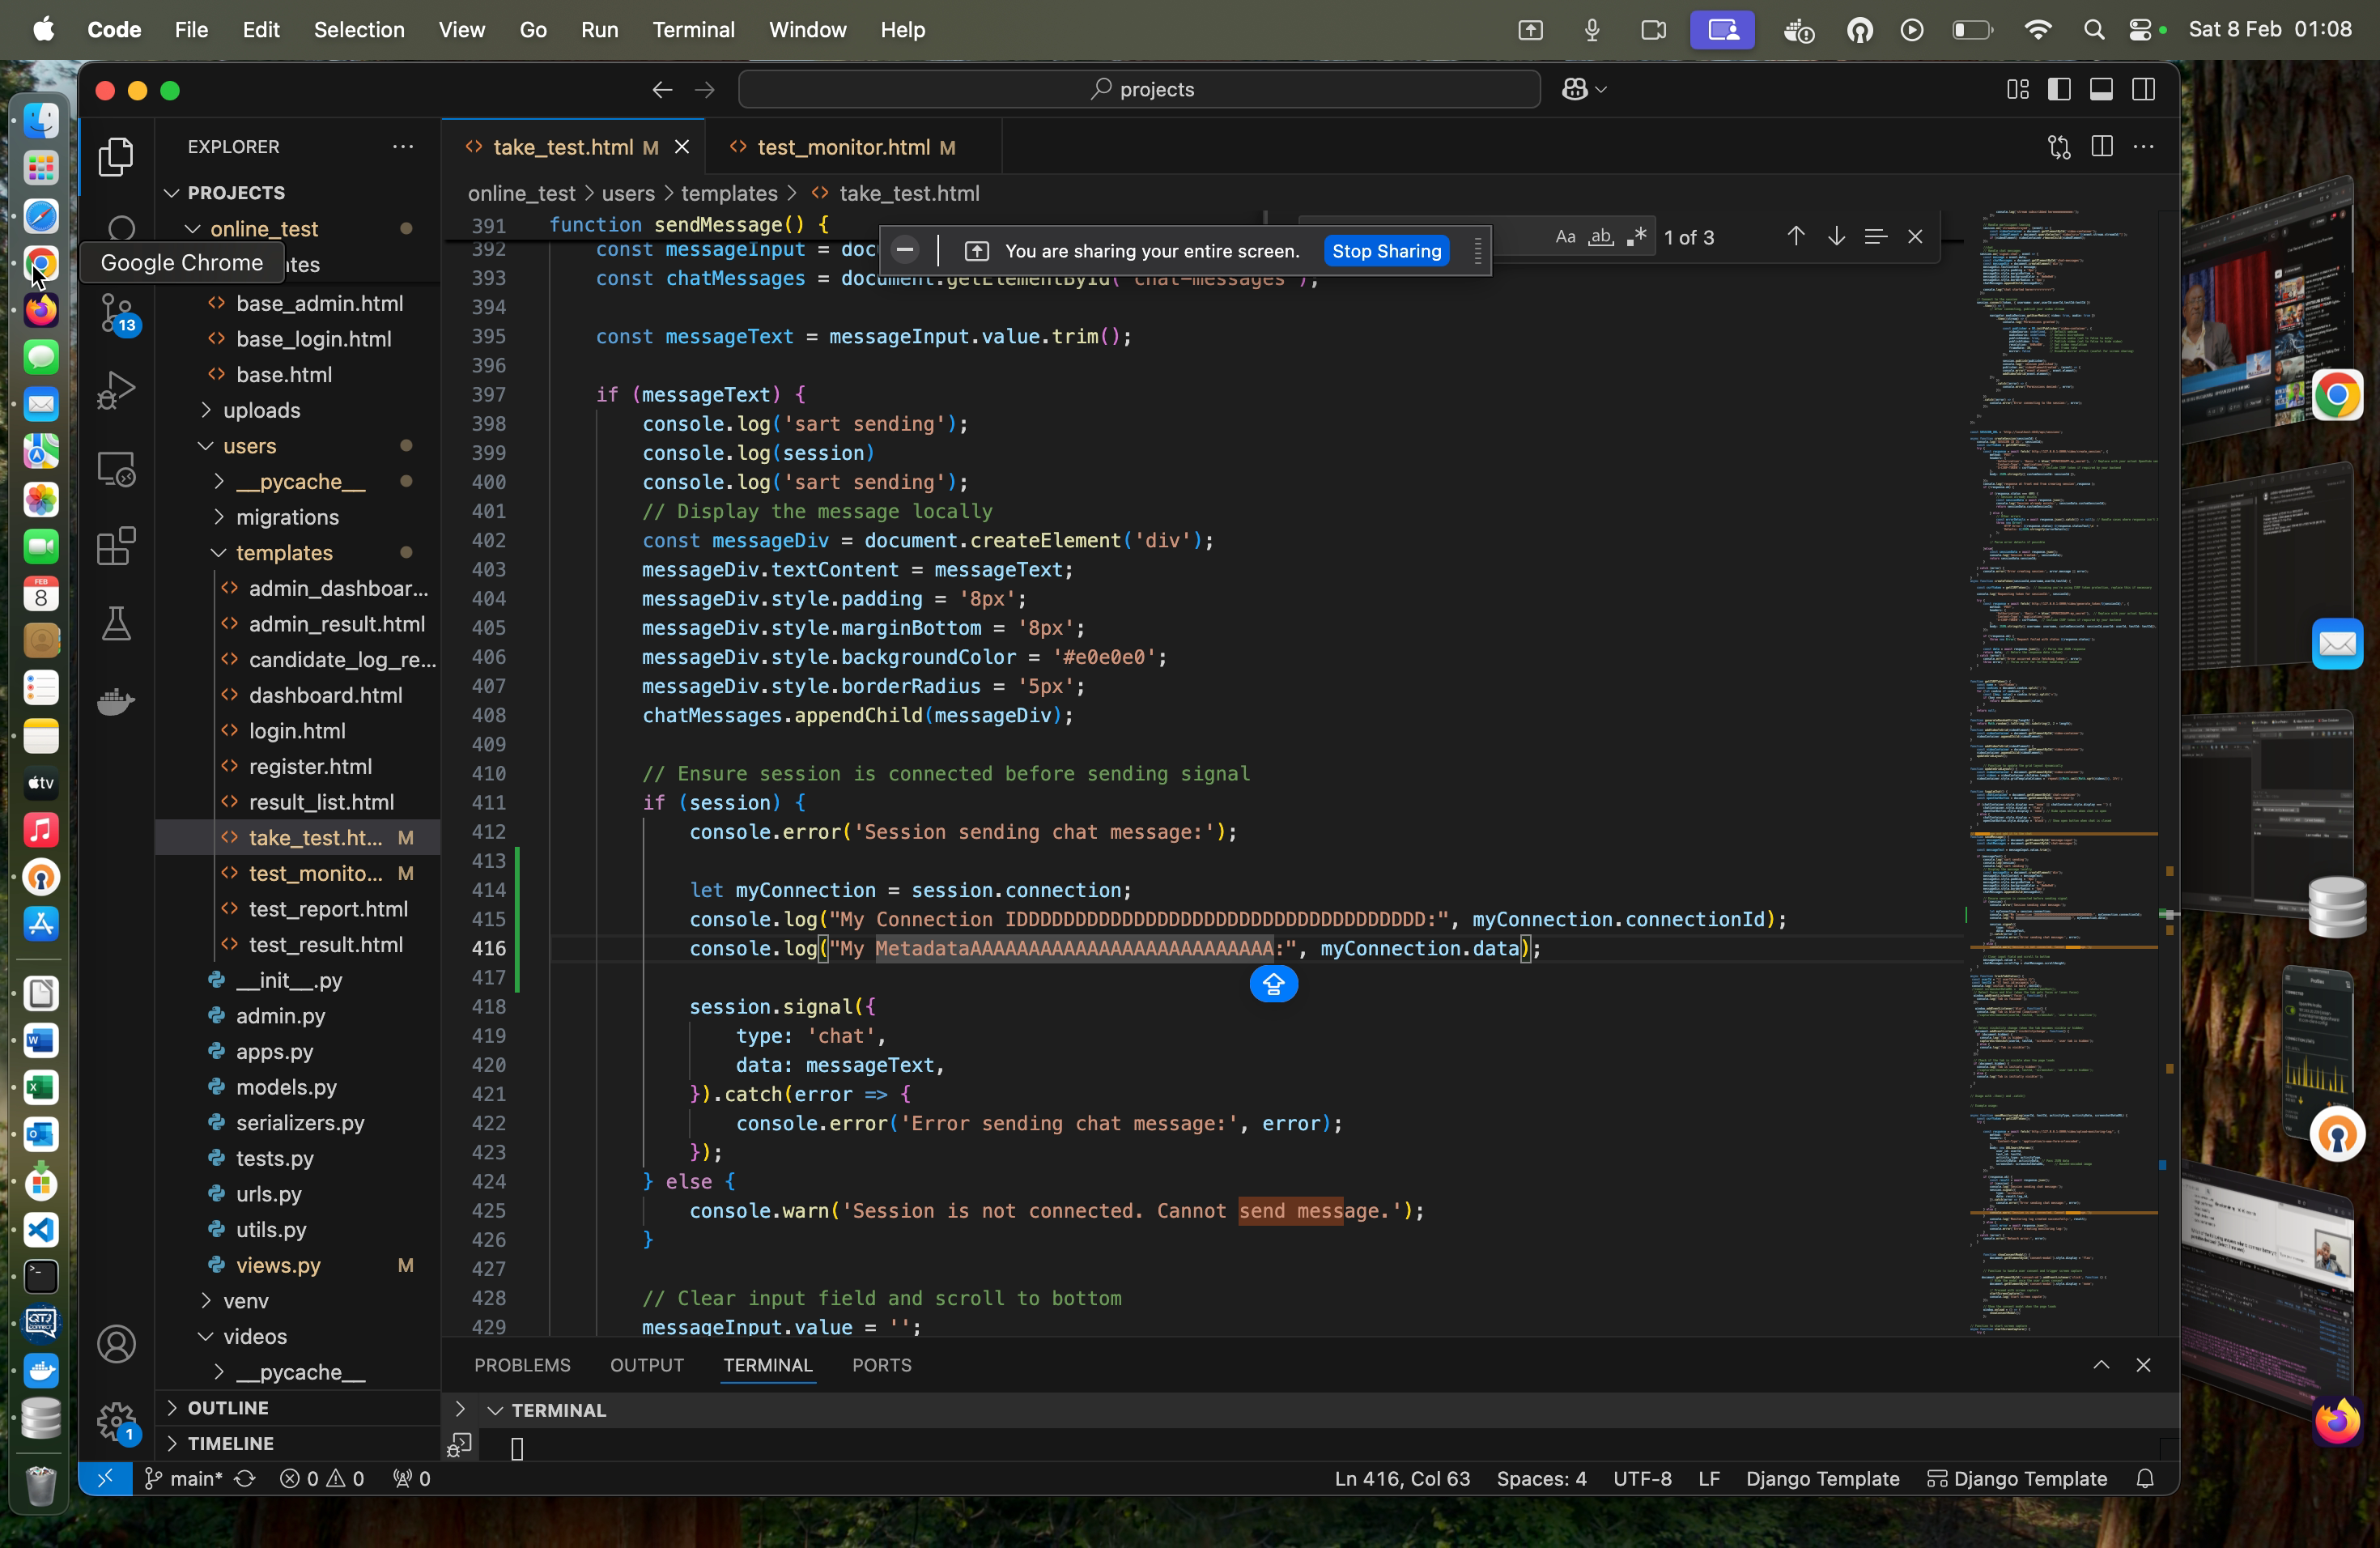 Code File Edit Selection View Go Run Terminal Window Help
Sat 8 Feb 01:08
projects
EXPLORER
PROJECTS
online_test
Google Chrome
ates
base_admin.html
base_login.html
base.html
uploads
users
__pycache__
migrations
templates
admin_dashboar...
admin_result.html
candidate_log_re...
dashboard.html
login.html
register.html
result_list.html
take_test.ht... M
test_monito... M
test_report.html
test_result.html
__init__.py
admin.py
apps.py
models.py
serializers.py
tests.py
urls.py
utils.py
views.py M
venv
videos
__pycache__
OUTLINE
TIMELINE
13
1
FEB
8
tv
take_test.html M
test_monitor.html M
online_test > users > templates > take_test.html
You are sharing your entire screen. Stop Sharing
Aa ab 1 of 3
391 function sendMessage() {
392 const messageInput = doc
393 const chatMessages = document.getElementById('chat-messages');
394
395 const messageText = messageInput.value.trim();
396
397 if (messageText) {
398 console.log('sart sending');
399 console.log(session)
400 console.log('sart sending');
401 // Display the message locally
402 const messageDiv = document.createElement('div');
403 messageDiv.textContent = messageText;
404 messageDiv.style.padding = '8px';
405 messageDiv.style.marginBottom = '8px';
406 messageDiv.style.backgroundColor = '#e0e0e0';
407 messageDiv.style.borderRadius = '5px';
408 chatMessages.appendChild(messageDiv);
409
410 // Ensure session is connected before sending signal
411 if (session) {
412 console.error('Session sending chat message:');
413
414 let myConnection = session.connection;
415 console.log("My Connection IDDDDDDDDDDDDDDDDDDDDDDDDDDDDDDDDDDD:", myConnection.connectionId);
416 console.log("My MetadataAAAAAAAAAAAAAAAAAAAAAAAAAA:", myConnection.data);
417
418 session.signal({
419 type: 'chat',
420 data: messageText,
421 }).catch(error => {
422 console.error('Error sending chat message:', error);
423 });
424 } else {
425 console.warn('Session is not connected. Cannot send message.');
426 }
427
428 // Clear input field and scroll to bottom
429 messageInput.value = '';
PROBLEMS OUTPUT TERMINAL PORTS
TERMINAL
main* 0 0 0
Ln 416, Col 63 Spaces: 4 UTF-8 LF Django Template Django Template